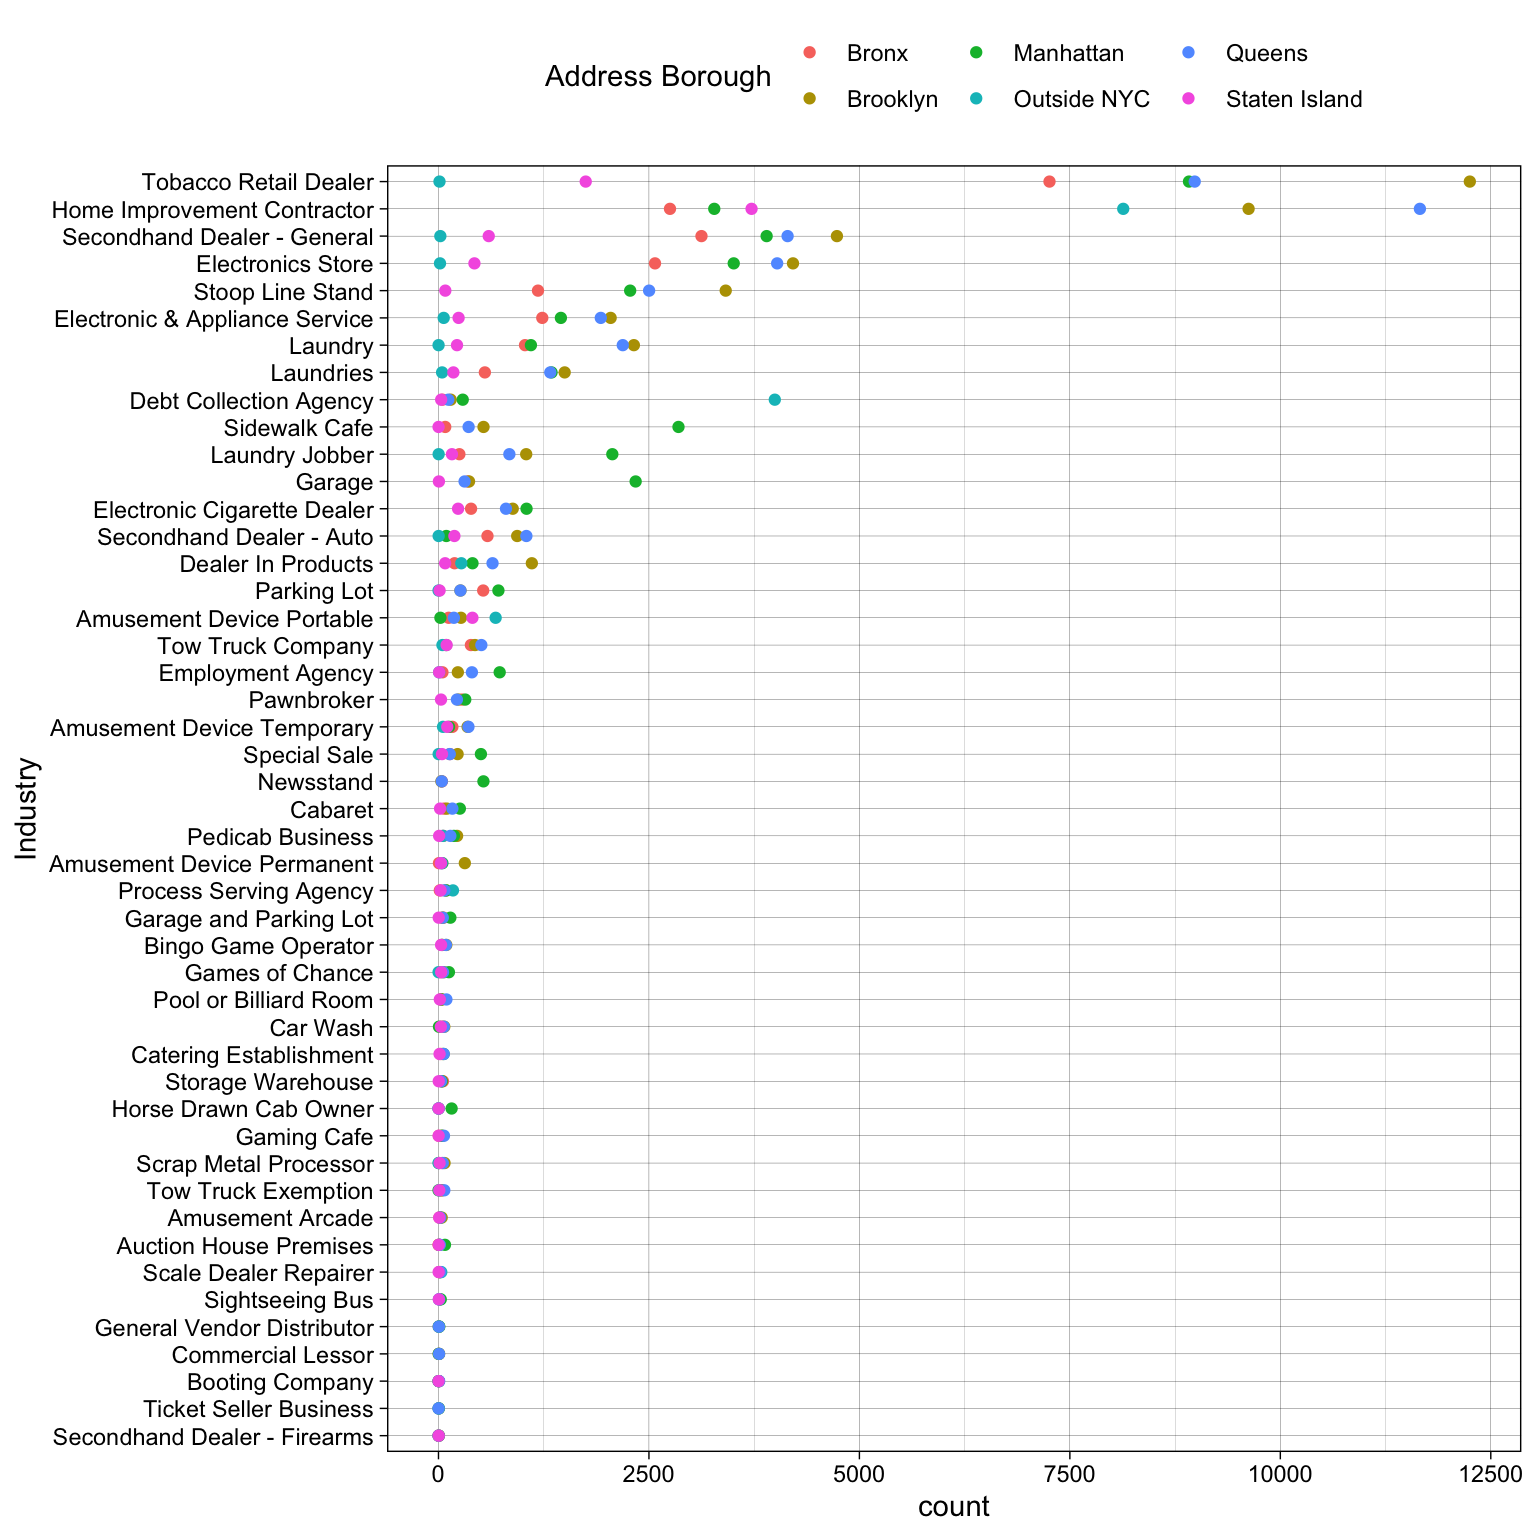 Address Borough
Bronx
Manhattan
Queens
Brooklyn
Outside NYC
Staten Island
Tobacco Retail Dealer
Home Improvement Contractor
Secondhand Dealer - General
Electronics Store
Stoop Line Stand
Electronic & Appliance Service
Laundry
Laundries
Debt Collection Agency
Sidewalk Cafe
Laundry Jobber
Garage
Electronic Cigarette Dealer
Secondhand Dealer - Auto
Dealer In Products
Parking Lot
Amusement Device Portable
Tow Truck Company
Employment Agency
Pawnbroker
Amusement Device Temporary
Special Sale
Newsstand
Cabaret
Pedicab Business
Amusement Device Permanent
Process Serving Agency
Garage and Parking Lot
Bingo Game Operator
Games of Chance
Pool or Billiard Room
Car Wash
Catering Establishment
Storage Warehouse
Horse Drawn Cab Owner
Gaming Cafe
Scrap Metal Processor
Tow Truck Exemption
Amusement Arcade
Auction House Premises
Scale Dealer Repairer
Sightseeing Bus
General Vendor Distributor
Commercial Lessor
Booting Company
Ticket Seller Business
Secondhand Dealer - Firearms
Industry
0 2500 5000 7500 10000 12500
count